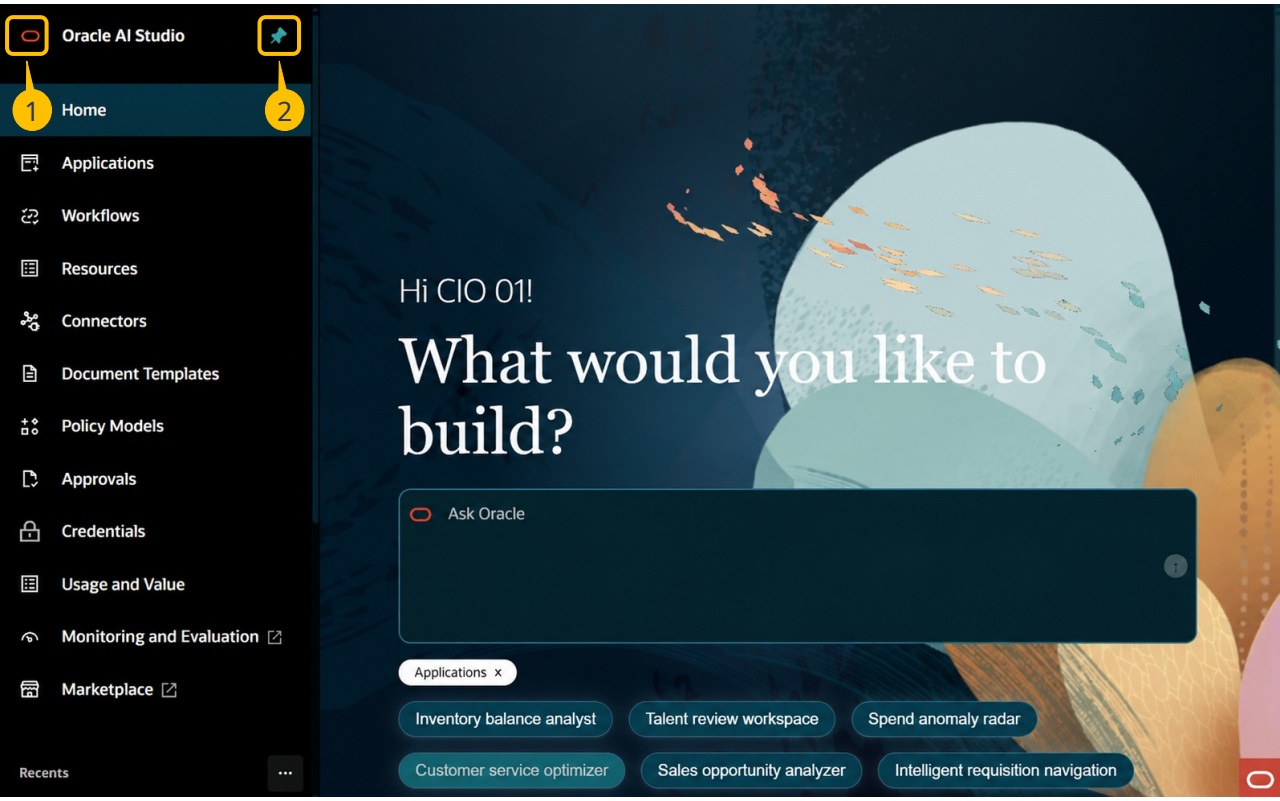 Oracle AI Studio
1
2
Home
Applications
Workflows
Resources
Connectors
Document Templates
Policy Models
Approvals
Credentials
Usage and Value
Monitoring and Evaluation
Marketplace
Recents
...
Hi CIO 01!
What would you like to
build?
Ask Oracle
Applications x
Inventory balance analyst
Talent review workspace
Spend anomaly radar
Customer service optimizer
Sales opportunity analyzer
Intelligent requisition navigation